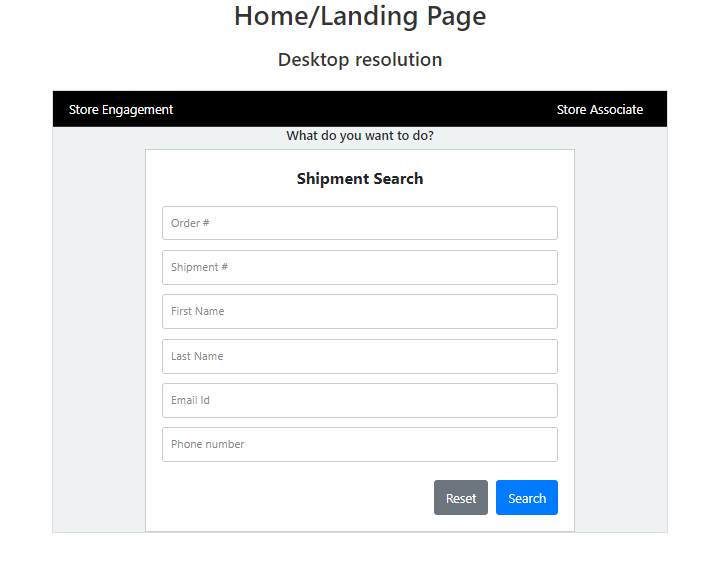 Home/Landing Page
Desktop resolution
Store Engagement Store Associate
What do you want to do?
Shipment Search
Order #
Shipment #
First Name
Last Name
Email Id
Phone number
Reset Search